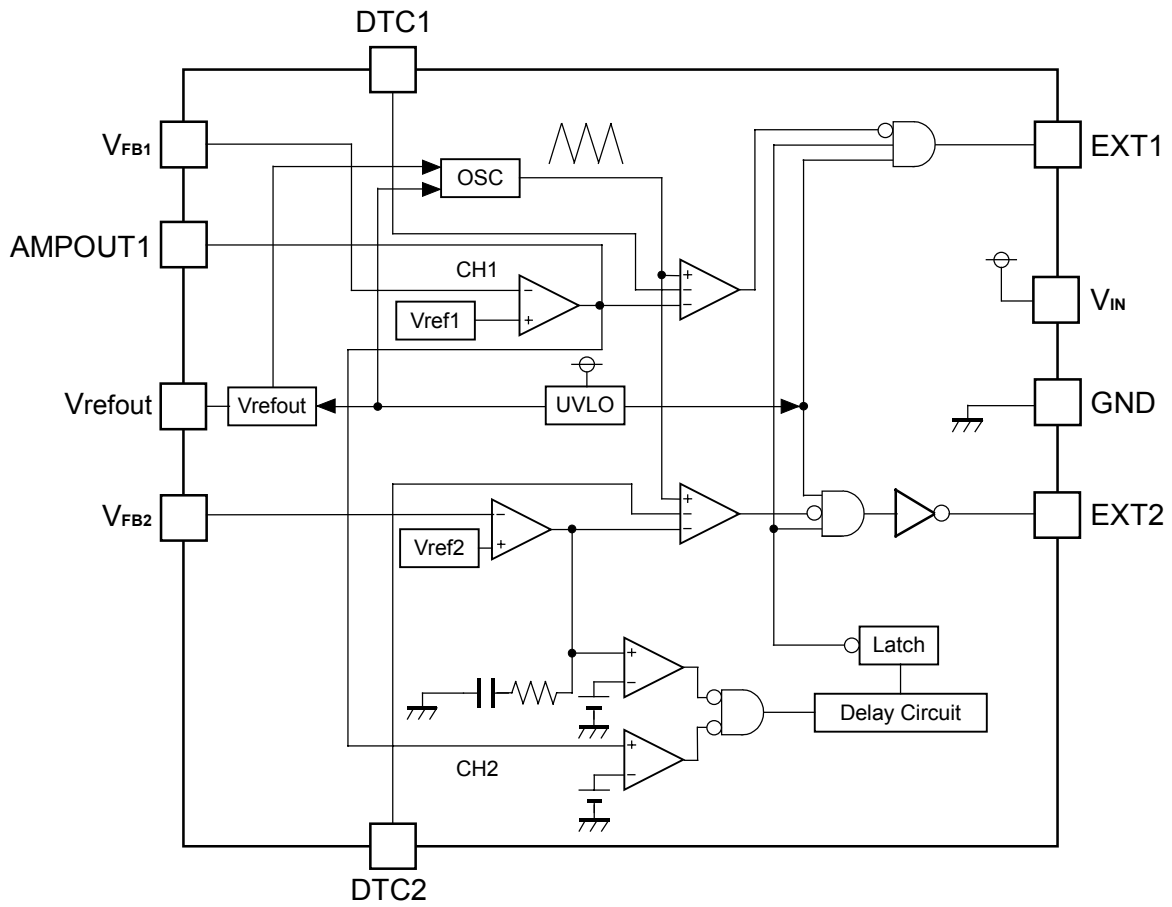 DTC1
VFB1
EXT1
OSC
AMPOUT1
CH1
+
−
−
−
+
Vref1
VIN
Vrefout
Vrefout
UVLO
GND
VFB2
EXT2
−
+
Vref2
+
−
−
Latch
+
−
Delay Circuit
+
−
CH2
DTC2